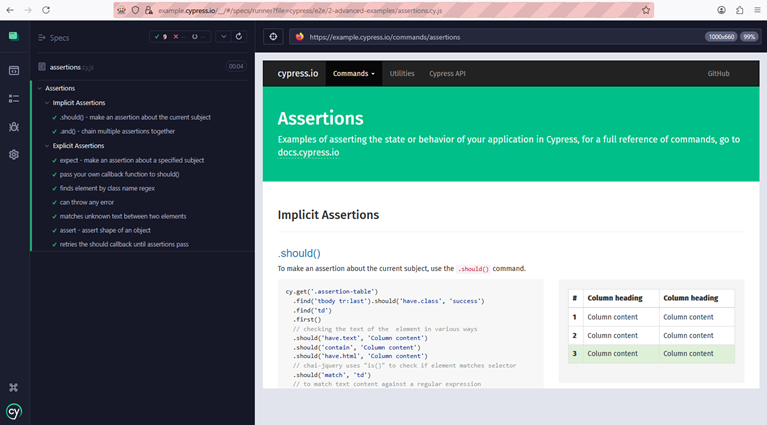 example.cypress.io/__/#/specs/runner?file=cypress/e2e/2-advanced-examples/assertions.cy.js
Specs
9
--
--
https://example.cypress.io/commands/assertions
1000x660
99%
assertions.cy.js
00:04
Assertions
Implicit Assertions
.should() - make an assertion about the current subject
.and() - chain multiple assertions together
Explicit Assertions
expect - make an assertion about a specified subject
pass your own callback function to should()
finds element by class name regex
can throw any error
matches unknown text between two elements
assert - assert shape of an object
retries the should callback until assertions pass
cy
cypress.io
Commands
Utilities
Cypress API
GitHub
Assertions
Examples of asserting the state or behavior of your application in Cypress, for a full reference of commands, go to
docs.cypress.io
Implicit Assertions
.should()
To make an assertion about the current subject, use the .should() command.
cy.get('.assertion-table')
.find('tbody tr:last').should('have.class', 'success')
.find('td')
.first()
// checking the text of the element in various ways
.should('have.text', 'Column content')
.should('contain', 'Column content')
.should('have.html', 'Column content')
// chai-jquery uses "is()" to check if element matches selector
.should('match', 'td')
// to match text content against a regular expression
# Column heading Column heading
1 Column content Column content
2 Column content Column content
3 Column content Column content